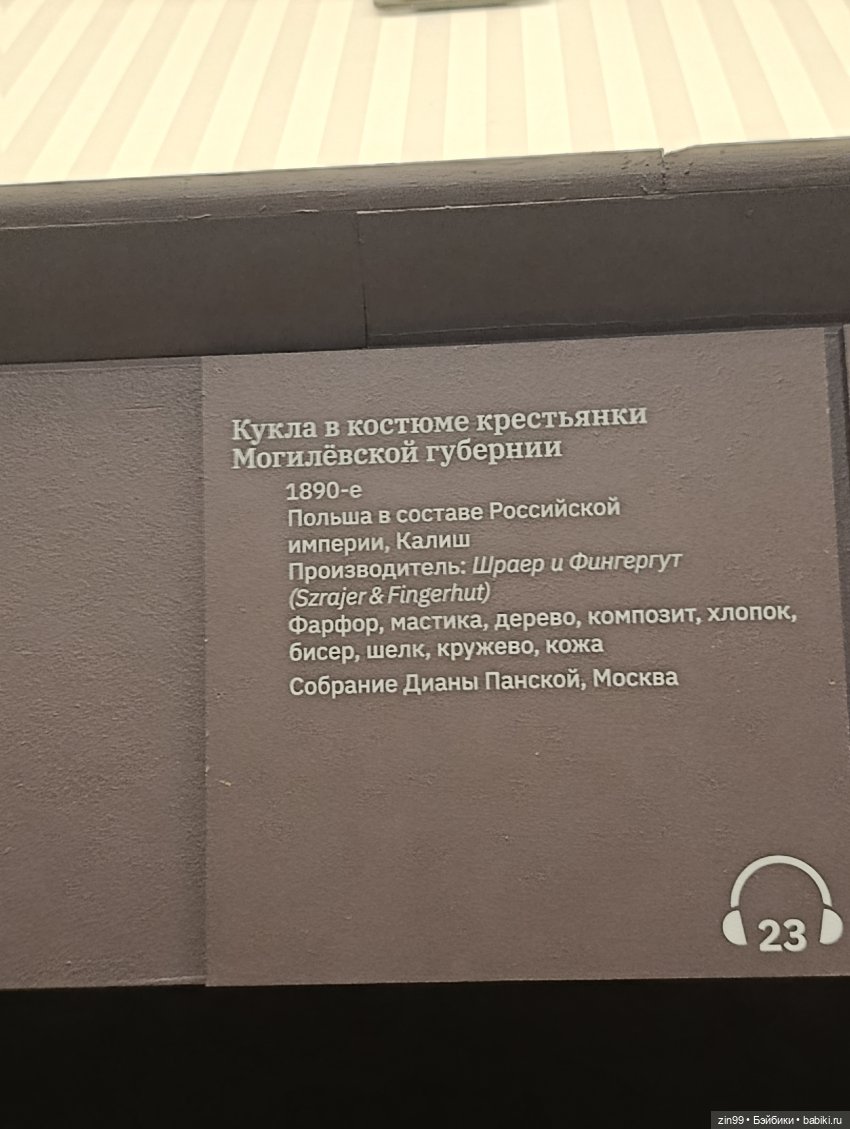 Кукла в костюме крестьянки
Могилёвской губернии
1890-е
Польша в составе Российской
империи, Калиш
Производитель: Шраер и Фингергут
(Szrajer & Fingerhut)
Фарфор, мастика, дерево, композит, хлопок,
бисер, шелк, кружево, кожа
Собрание Дианы Панской, Москва
23
zin99 • Бэйбики • babiki.ru